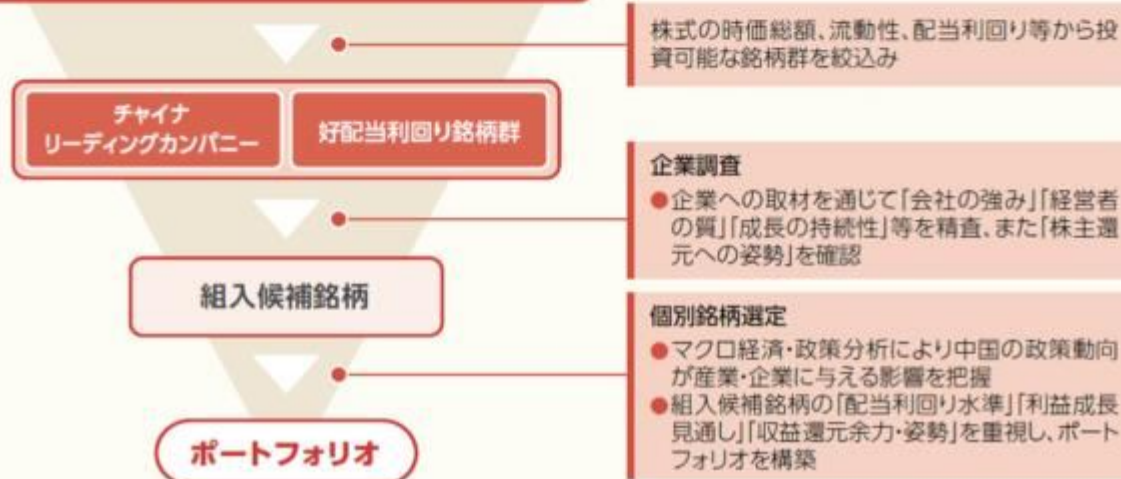 株式の時価総額、流動性、配当利回り等から投
資可能な銘柄群を絞込み
チャイナ
リーディングカンパニー
好配当利回り銘柄群
企業調査
●企業への取材を通じて「会社の強み」「経営者
の質」「成長の持続性」等を精査、また「株主還
元への姿勢」を確認
組入候補銘柄
個別銘柄選定
●マクロ経済・政策分析により中国の政策動向
が産業・企業に与える影響を把握
●組入候補銘柄の「配当利回り水準」「利益成長
見通し」「収益還元余力・姿勢」を重視し、ポート
フォリオを構築
ポートフォリオ